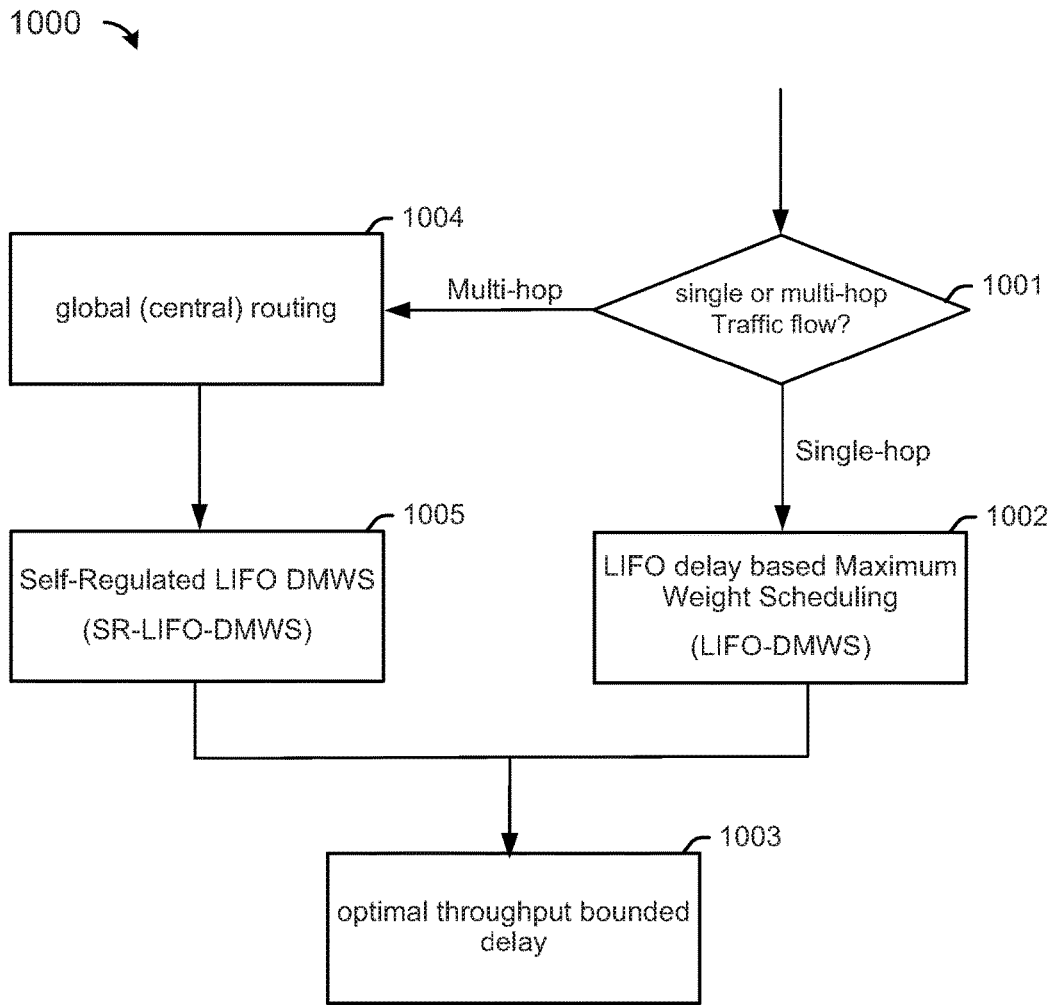 1000
1004
global (central) routing
Multi-hop
single or multi-hop
Traffic flow?
1001
Single-hop
1005
Self-Regulated LIFO DMWS
(SR-LIFO-DMWS)
1002
LIFO delay based Maximum
Weight Scheduling
(LIFO-DMWS)
1003
optimal throughput bounded
delay